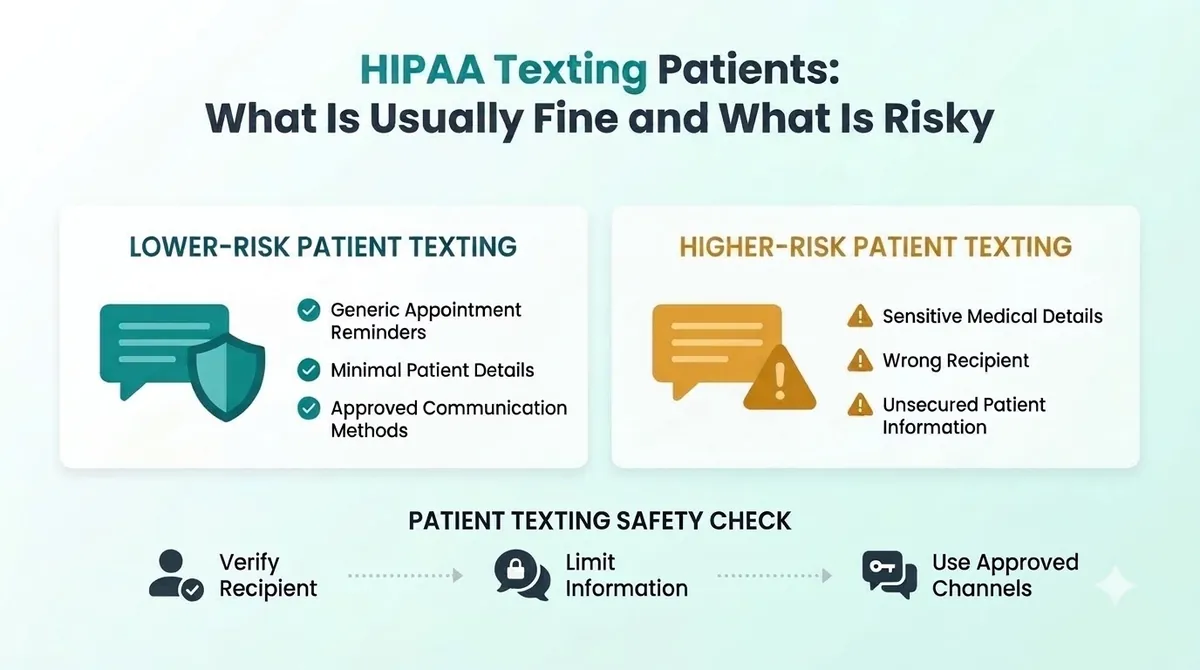 HIPAA Texting Patients:
What Is Usually Fine and What Is Risky
LOWER-RISK PATIENT TEXTING
Generic Appointment
Reminders
Minimal Patient Details
Approved Communication
Methods
HIGHER-RISK PATIENT TEXTING
Sensitive Medical Details
Wrong Recipient
Unsecured Patient
Information
PATIENT TEXTING SAFETY CHECK
Verify
Recipient
Limit
Information
Use Approved
Channels